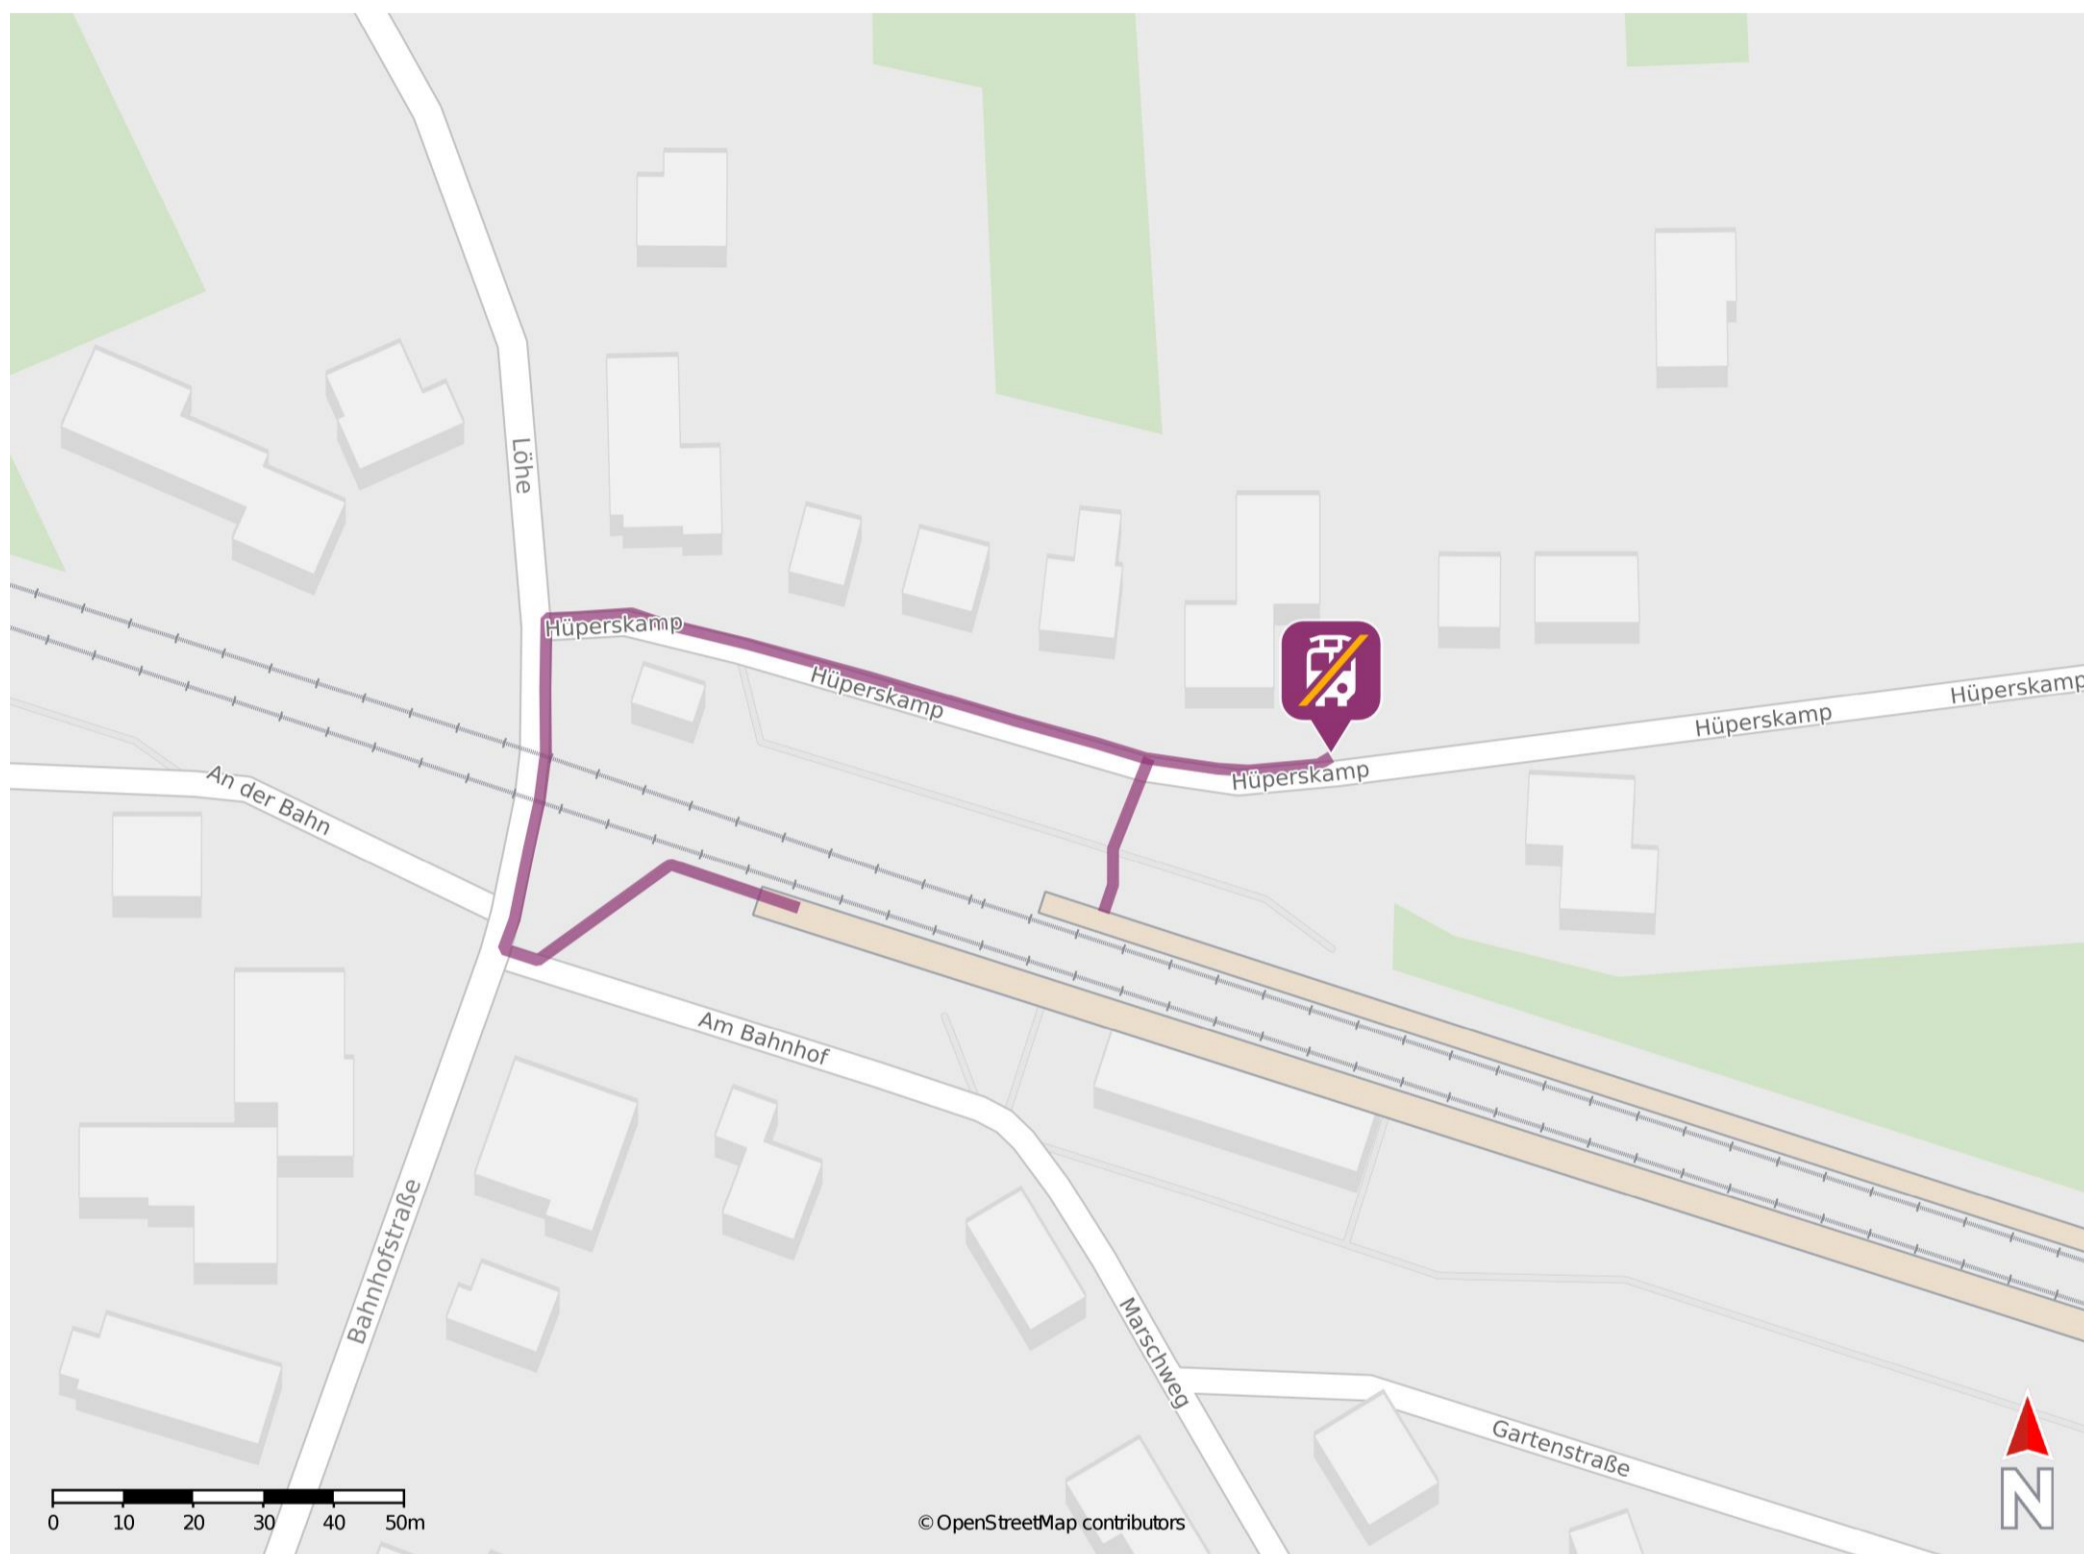 Löhe
Hüperskamp
Hüperskamp
Hüperskamp
Hüperskamp
Hüperskamp
An der Bahn
Am Bahnhof
Bahnhofstraße
Marschweg
Gartenstraße
0 10 20 30 40 50m
© OpenStreetMap contributors
N